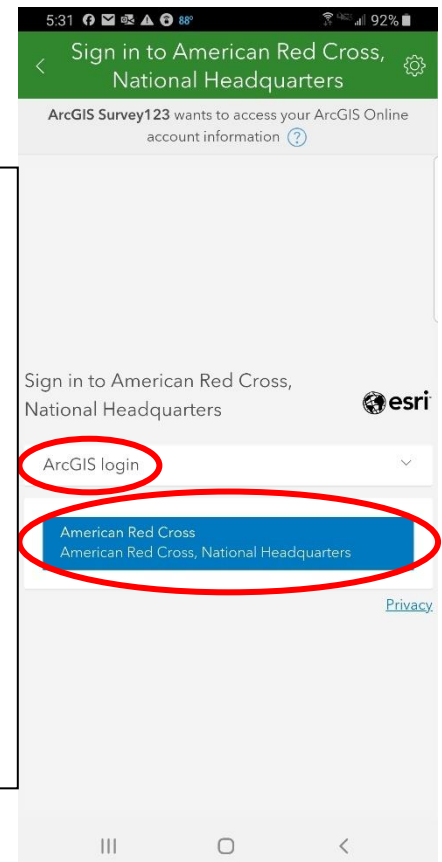 5:31 88° 92%
Sign in to American Red Cross,
National Headquarters
ArcGIS Survey123 wants to access your ArcGIS Online
account information ?
Sign in to American Red Cross,
National Headquarters
esri
ArcGIS login
American Red Cross
American Red Cross, National Headquarters
Privacy